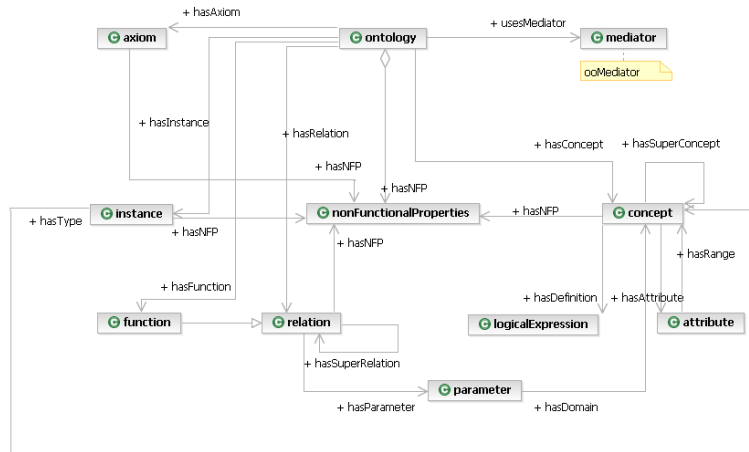 + hasAxiom
C axiom
C ontology
+ usesMediator
C mediator
ooMediator
+ hasInstance
+ hasRelation
+ hasConcept
+ hasSuperConcept
+ hasNFP
+ hasNFP
C instance
C nonFunctionalProperties
+ hasNFP
C concept
+ hasType
+ hasNFP
+ hasNFP
+ hasRange
+ hasFunction
+ hasDefinition
+ hasAttribute
C function
C relation
C logicalExpression
C attribute
+ hasSuperRelation
C parameter
+ hasParameter
+ hasDomain